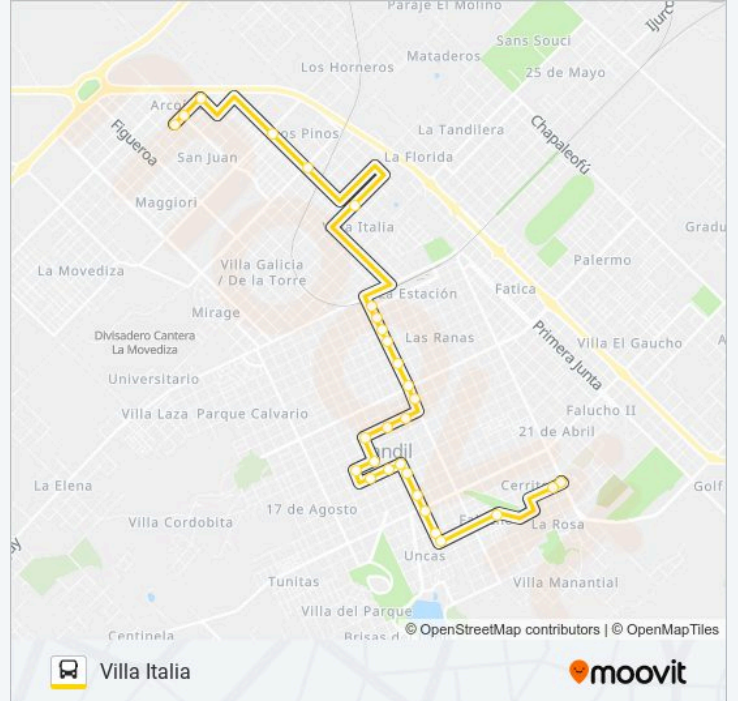 Paraje El Molino
Ijurco
Sans Souci
Mataderos
Los Horneros
25 de Mayo
Arco
os Pinos
La Tandilera
Chapaleofú
Figueroa
San Juan
La Florida
Maggiori
a Italia
Gradu
Villa Galicia
/ De la Torre
Palermo
La Movediza
La Estación
Fatica
Mirage
Divisadero Cantera
La Movediza
Las Ranas
Primera Junta
Villa El Gaucho
A
Universitario
Villa Laza
Parque Calvario
Falucho II
21 de Abril
andil
La Elena
Cerrito
Golf
17 de Agosto
Villa Cordobita
Fa
La Rosa
Uncas
Tunitas
Villa Manantial
Villa del Parque
Centinela
Brisas d
© OpenStreetMap contributors | © OpenMapTiles
Villa Italia
moovit